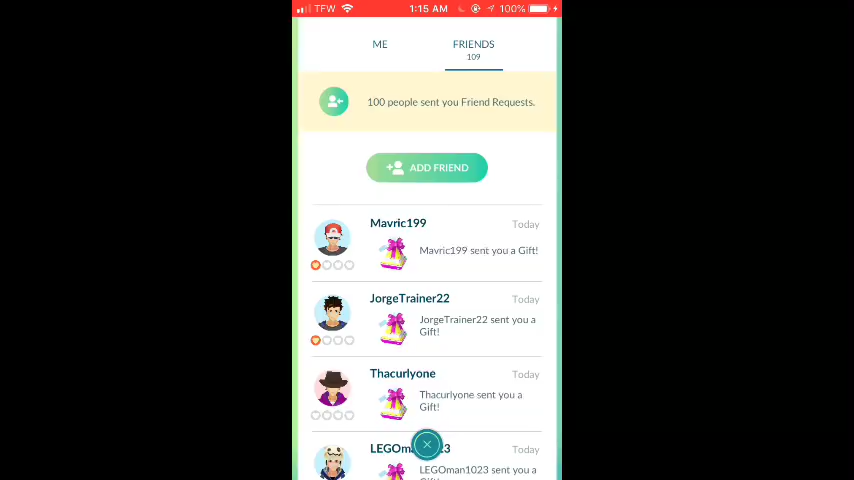 TFW 1:15 AM 100%
ME FRIENDS
109
100 people sent you Friend Requests.
ADD FRIEND
Mavric199 Today
Mavric199 sent you a Gift!
JorgeTrainer22 Today
JorgeTrainer22 sent you a
Gift!
Thacurlyone Today
Thacurlyone sent you a
Gift!
LEGOm 23 Today
LEGOman1023 sent you a